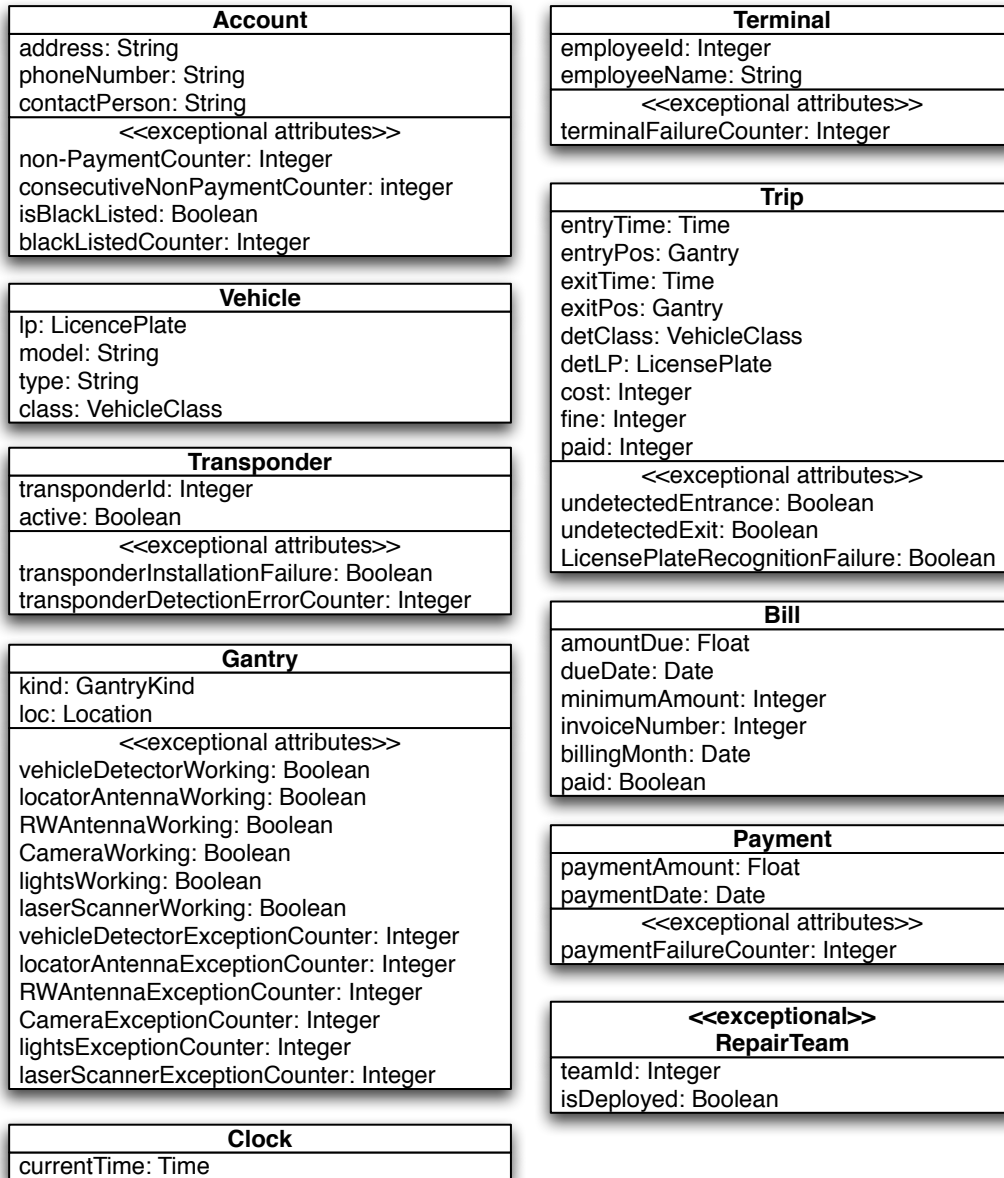 Account
address: String
phoneNumber: String
contactPerson: String
<<exceptional attributes>>
non-PaymentCounter: Integer
consecutiveNonPaymentCounter: integer
isBlackListed: Boolean
blackListedCounter: Integer
Vehicle
lp: LicencePlate
model: String
type: String
class: VehicleClass
Transponder
transponderId: Integer
active: Boolean
<<exceptional attributes>>
transponderInstallationFailure: Boolean
transponderDetectionErrorCounter: Integer
Gantry
kind: GantryKind
loc: Location
<<exceptional attributes>>
vehicleDetectorWorking: Boolean
locatorAntennaWorking: Boolean
RWAntennaWorking: Boolean
CameraWorking: Boolean
lightsWorking: Boolean
laserScannerWorking: Boolean
vehicleDetectorExceptionCounter: Integer
locatorAntennaExceptionCounter: Integer
RWAntennaExceptionCounter: Integer
CameraExceptionCounter: Integer
lightsExceptionCounter: Integer
laserScannerExceptionCounter: Integer
Clock
currentTime: Time
Terminal
employeeId: Integer
employeeName: String
<<exceptional attributes>>
terminalFailureCounter: Integer
Trip
entryTime: Time
entryPos: Gantry
exitTime: Time
exitPos: Gantry
detClass: VehicleClass
detLP: LicensePlate
cost: Integer
fine: Integer
paid: Integer
<<exceptional attributes>>
undetectedEntrance: Boolean
undetectedExit: Boolean
LicensePlateRecognitionFailure: Boolean
Bill
amountDue: Float
dueDate: Date
minimumAmount: Integer
invoiceNumber: Integer
billingMonth: Date
paid: Boolean
Payment
paymentAmount: Float
paymentDate: Date
<<exceptional attributes>>
paymentFailureCounter: Integer
<<exceptional>>
RepairTeam
teamId: Integer
isDeployed: Boolean